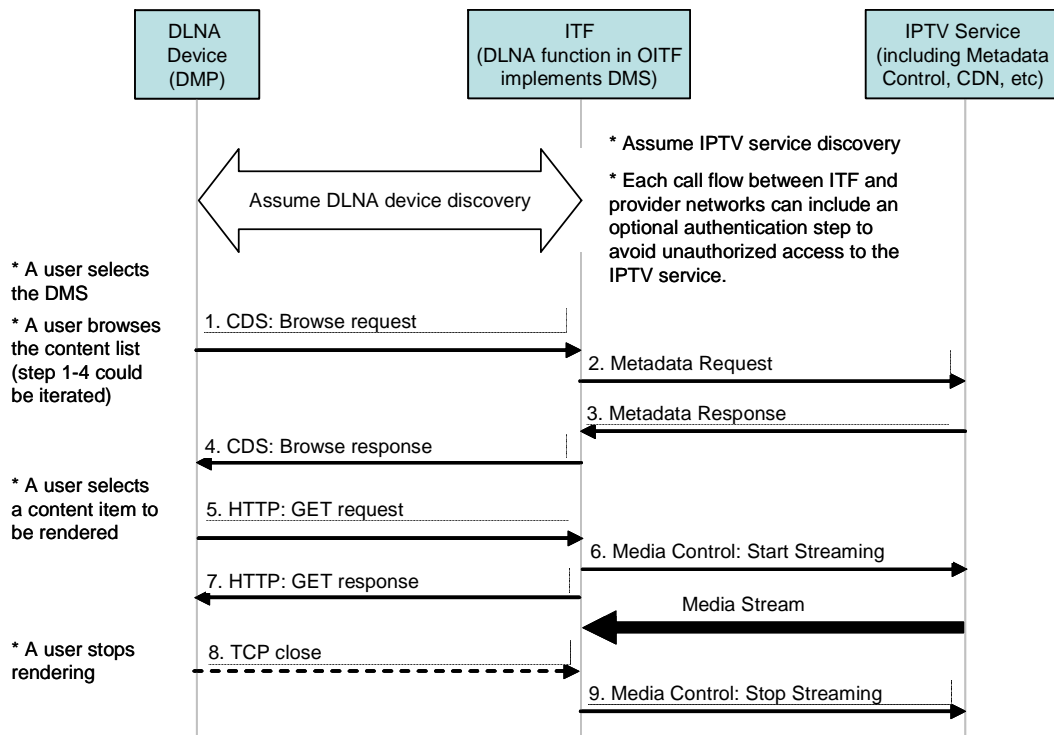 DLNA
Device
(DMP)
ITF
(DLNA function in OITF
implements DMS)
IPTV Service
(including Metadata
Control, CDN, etc)
* Assume IPTV service discovery
* Each call flow between ITF and
provider networks can include an
optional authentication step to
avoid unauthorized access to the
IPTV service.
Assume DLNA device discovery
* A user selects
the DMS
* A user browses
the content list
(step 1-4 could
be iterated)
1. CDS: Browse request
2. Metadata Request
3. Metadata Response
4. CDS: Browse response
* A user selects
a content item to
be rendered
5. HTTP: GET request
6. Media Control: Start Streaming
7. HTTP: GET response
Media Stream
* A user stops
rendering
8. TCP close
9. Media Control: Stop Streaming